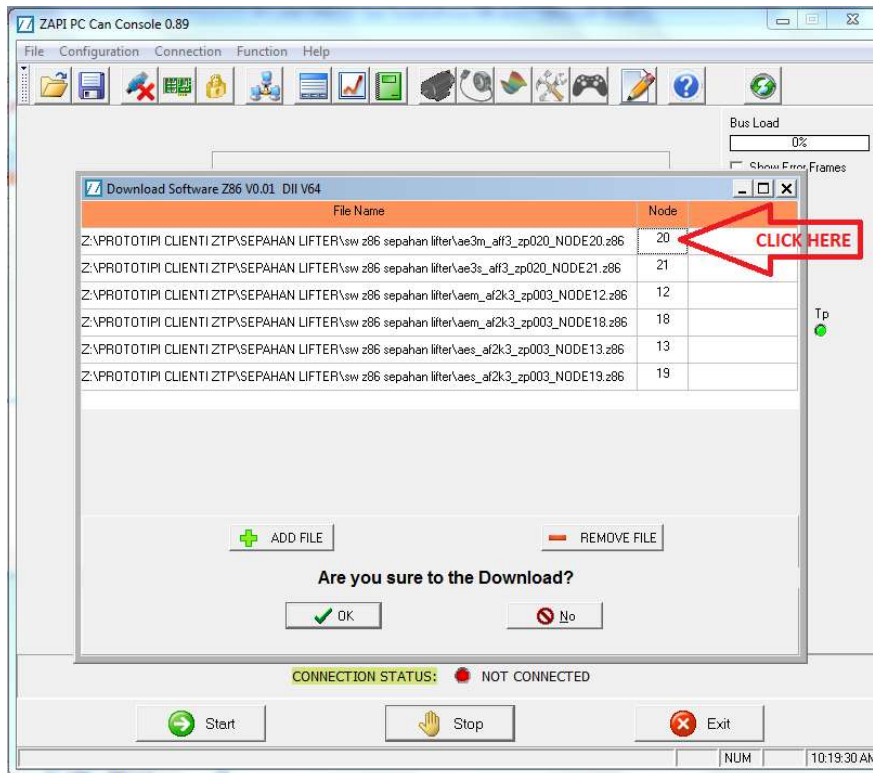 ZAPI PC Can Console 0.89
File Configuration Connection Function Help
Bus Load
0%
Show Error Frames
Download Software Z86 V0.01 Dll V64
File Name Node
Z:\PROTOTIPI CLIENTI ZTP\SEPAHAN LIFTER\sw z86 sepahan lifter\ae3m_aff3_zp020_NODE20.z86 20
CLICK HERE
Z:\PROTOTIPI CLIENTI ZTP\SEPAHAN LIFTER\sw z86 sepahan lifter\ae3s_aff3_zp020_NODE21.z86 21
Z:\PROTOTIPI CLIENTI ZTP\SEPAHAN LIFTER\sw z86 sepahan lifter\aem_af2k3_zp003_NODE12.z86 12
Z:\PROTOTIPI CLIENTI ZTP\SEPAHAN LIFTER\sw z86 sepahan lifter\aem_af2k3_zp003_NODE18.z86 18
Tp
Z:\PROTOTIPI CLIENTI ZTP\SEPAHAN LIFTER\sw z86 sepahan lifter\aes_af2k3_zp003_NODE13.z86 13
Z:\PROTOTIPI CLIENTI ZTP\SEPAHAN LIFTER\sw z86 sepahan lifter\aes_af2k3_zp003_NODE19.z86 19
ADD FILE REMOVE FILE
Are you sure to the Download?
OK No
CONNECTION STATUS: NOT CONNECTED
Start Stop Exit
NUM 10:19:30 AM